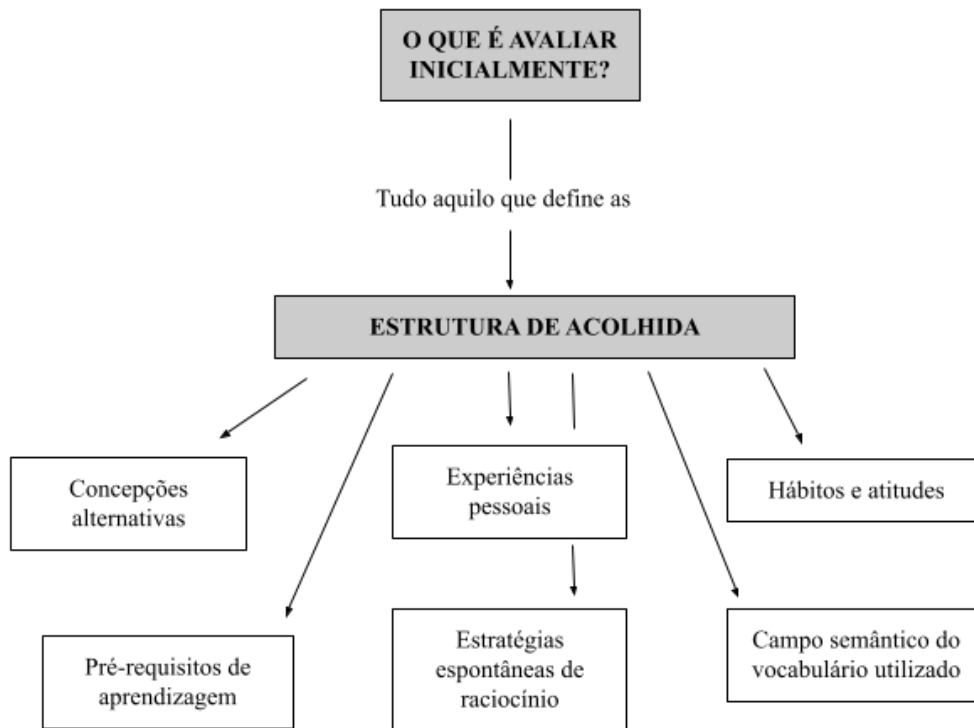 O QUE É AVALIAR
INICIALMENTE?
Tudo aquilo que define as
ESTRUTURA DE ACOLHIDA
Concepções
alternativas
Experiências
pessoais
Hábitos e atitudes
Pré-requisitos de
aprendizagem
Estratégias
espontâneas de
raciocínio
Campo semântico do
vocabulário utilizado